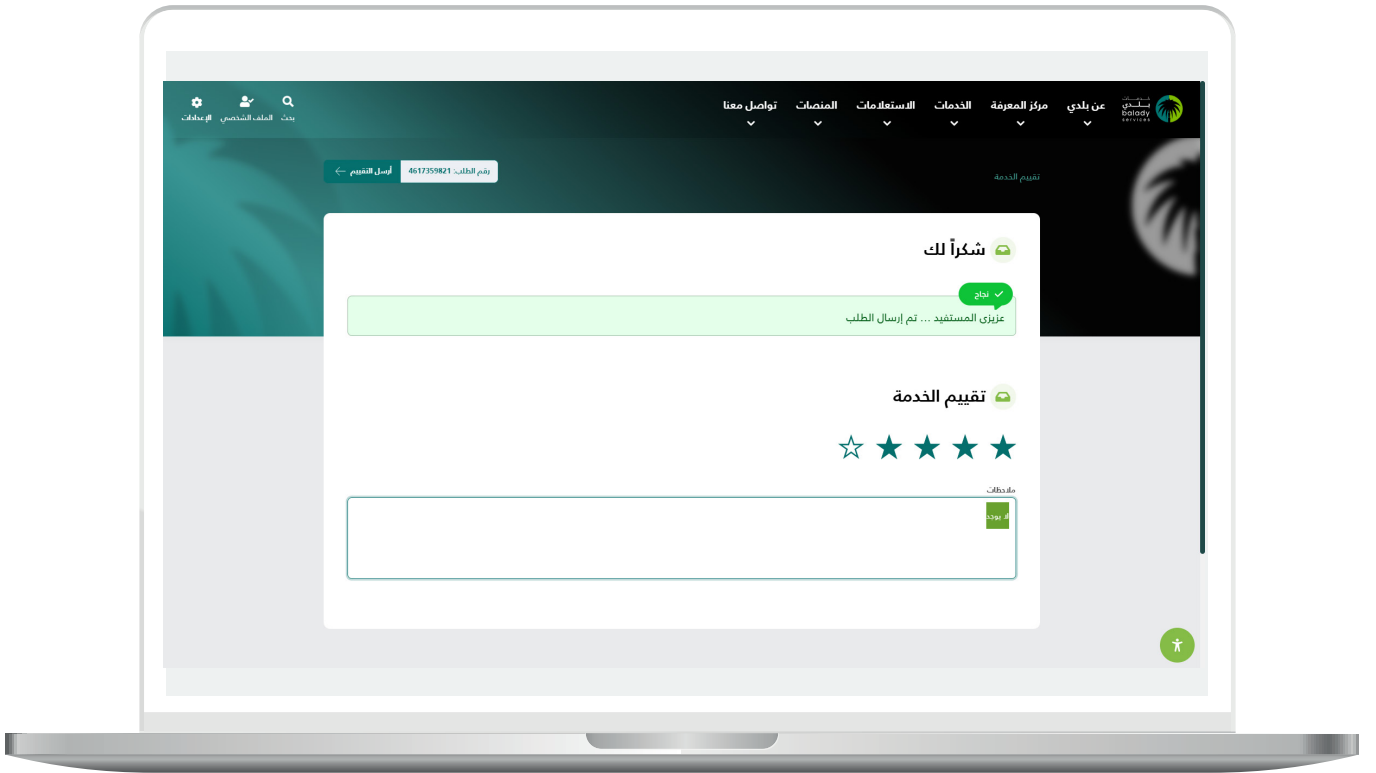 خدمات
بلدي
balady
services
عن بلدي
مركز المعرفة
الخدمات
الاستعلامات
المنصات
تواصل معنا
بحث
الملف الشخصي
الإعدادات
تقييم الخدمة
رقم الطلب: 4617359821
أرسل التقييم
شكراً لك
نجاح
عزيزي المستفيد ... تم إرسال الطلب
تقييم الخدمة
ملاحظات
لا يوجد